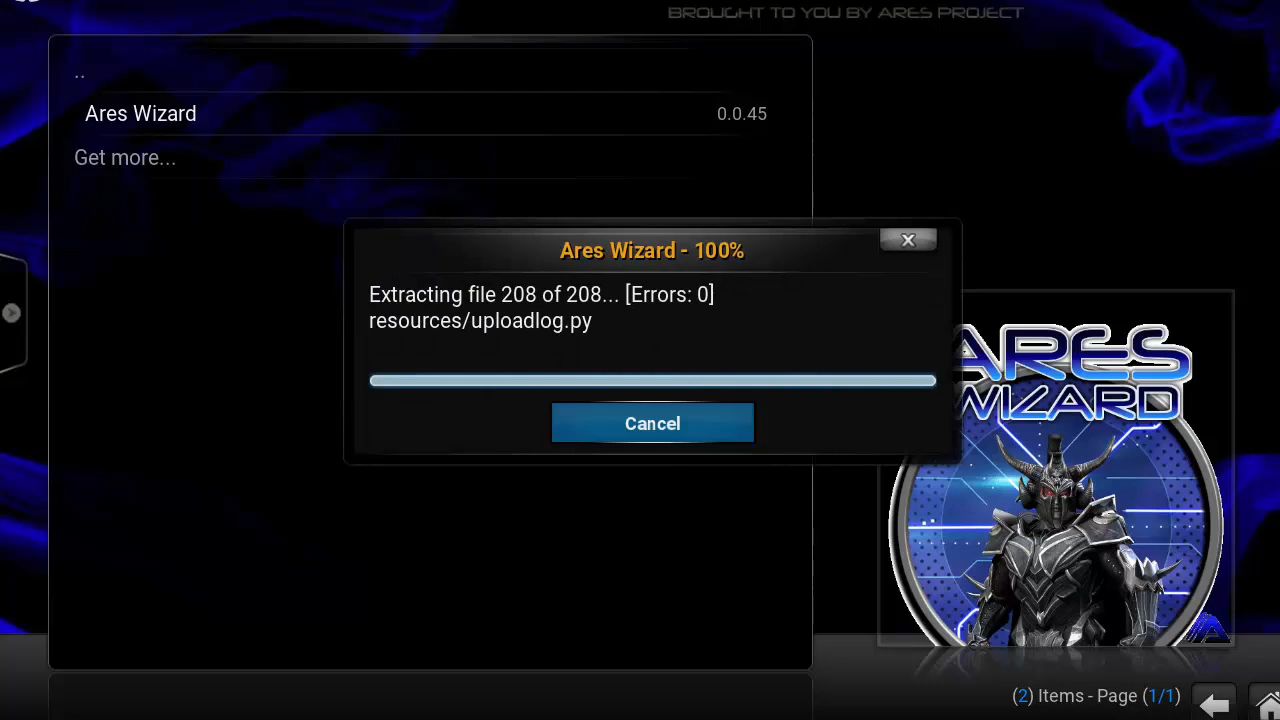 BROUGHT TO YOU BY ARES PROJECT
..
Ares Wizard 0.0.45
Get more...
Ares Wizard - 100%
Extracting file 208 of 208... [Errors: 0]
resources/uploadlog.py
Cancel
ARES
WIZARD
(2) Items - Page (1/1)